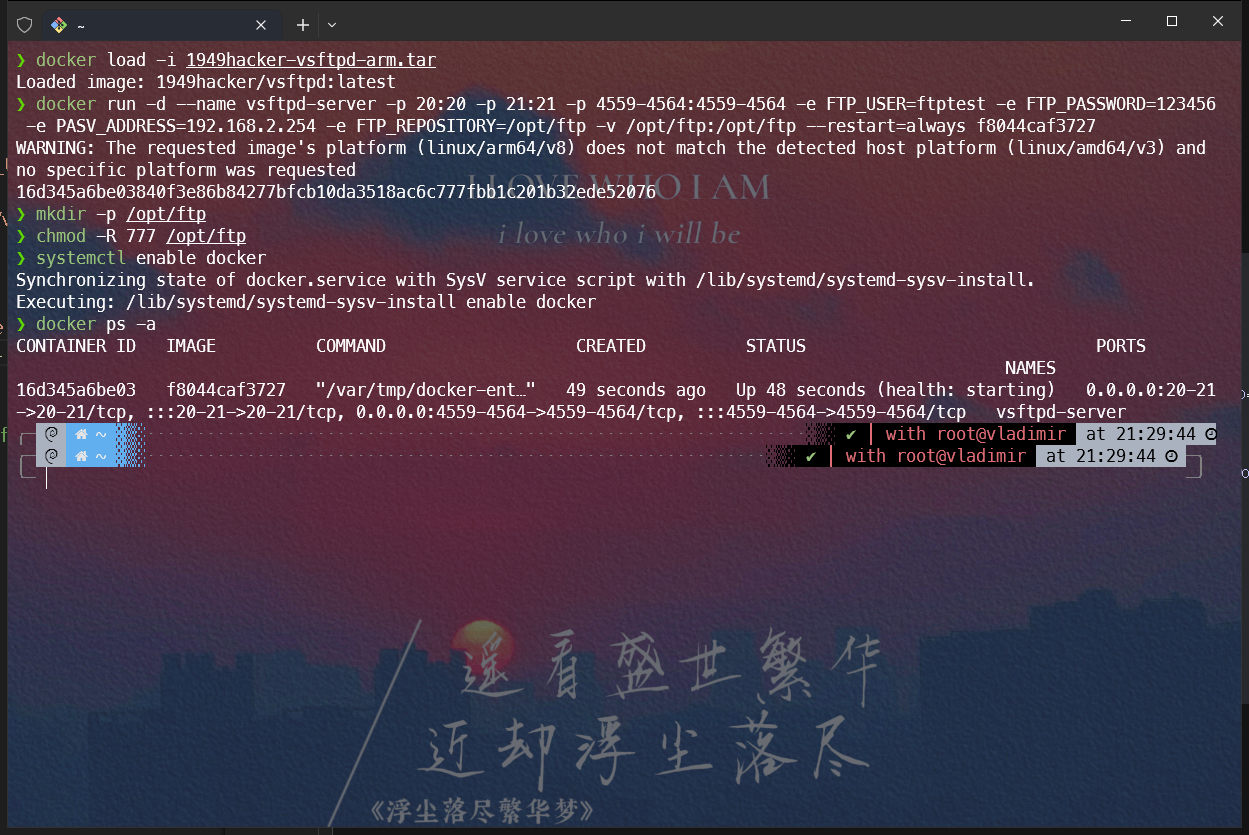 ~
❯ docker load -i 1949hacker-vsftpd-arm.tar
Loaded image: 1949hacker/vsftpd:latest
❯ docker run -d --name vsftpd-server -p 20:20 -p 21:21 -p 4559-4564:4559-4564 -e FTP_USER=ftptest -e FTP_PASSWORD=123456
-e PASV_ADDRESS=192.168.2.254 -e FTP_REPOSITORY=/opt/ftp -v /opt/ftp:/opt/ftp --restart=always f8044caf3727
WARNING: The requested image's platform (linux/arm64/v8) does not match the detected host platform (linux/amd64/v3) and
no specific platform was requested
16d345a6be03840f3e86b84277bfcb10da3518ac6c777fbb1c201b32ede52076
I LOVE WHO I AM
❯ mkdir -p /opt/ftp
❯ chmod -R 777 /opt/ftp
i love who i will be
❯ systemctl enable docker
Synchronizing state of docker.service with SysV service script with /lib/systemd/systemd-sysv-install.
Executing: /lib/systemd/systemd-sysv-install enable docker
❯ docker ps -a
CONTAINER ID IMAGE COMMAND CREATED STATUS PORTS
NAMES
16d345a6be03 f8044caf3727 "/var/tmp/docker-ent…" 49 seconds ago Up 48 seconds (health: starting) 0.0.0.0:20-21
->20-21/tcp, :::20-21->20-21/tcp, 0.0.0.0:4559-4564->4559-4564/tcp, :::4559-4564->4559-4564/tcp vsftpd-server
~ ✔ with root@vladimir at 21:29:44
~ ✔ with root@vladimir at 21:29:44
遥看盛世繁华
近却浮尘落尽
《浮尘落尽繁华梦》